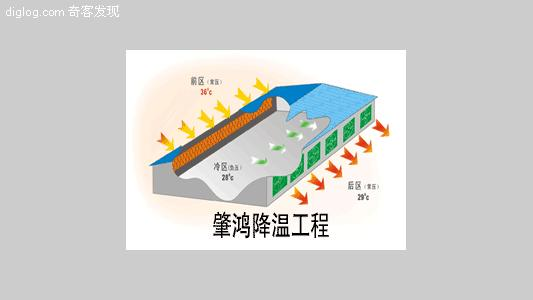 diglog.com 奇客发现
前区（常压）
36°c
冷区(负压)
28°c
后区（常压）
29°c
肇鸿降温工程